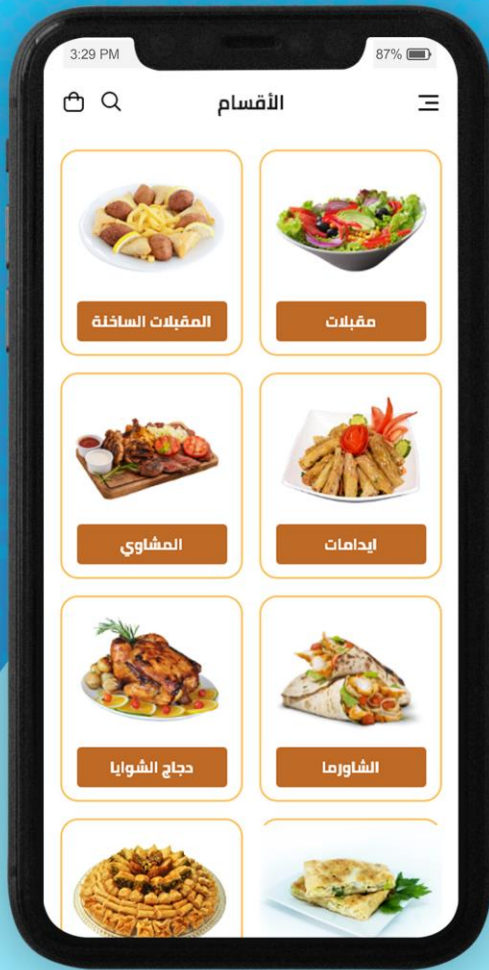 3:29 PM
87%
الأقسام
مقبلات
المقبلات الساخنة
ايدامات
المشاوي
الشاورما
دجاج الشوايا